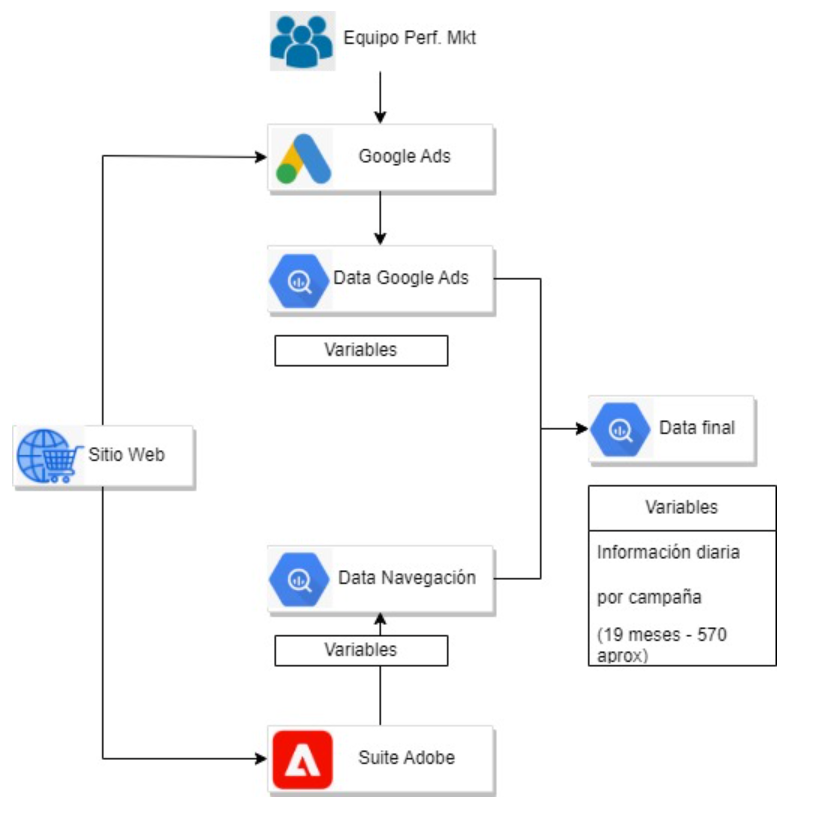 Equipo Perf. Mkt
Google Ads
Data Google Ads
Variables
Sitio Web
Data final
Variables
Información diaria
por campaña
(19 meses - 570
aprox)
Data Navegación
Variables
Suite Adobe